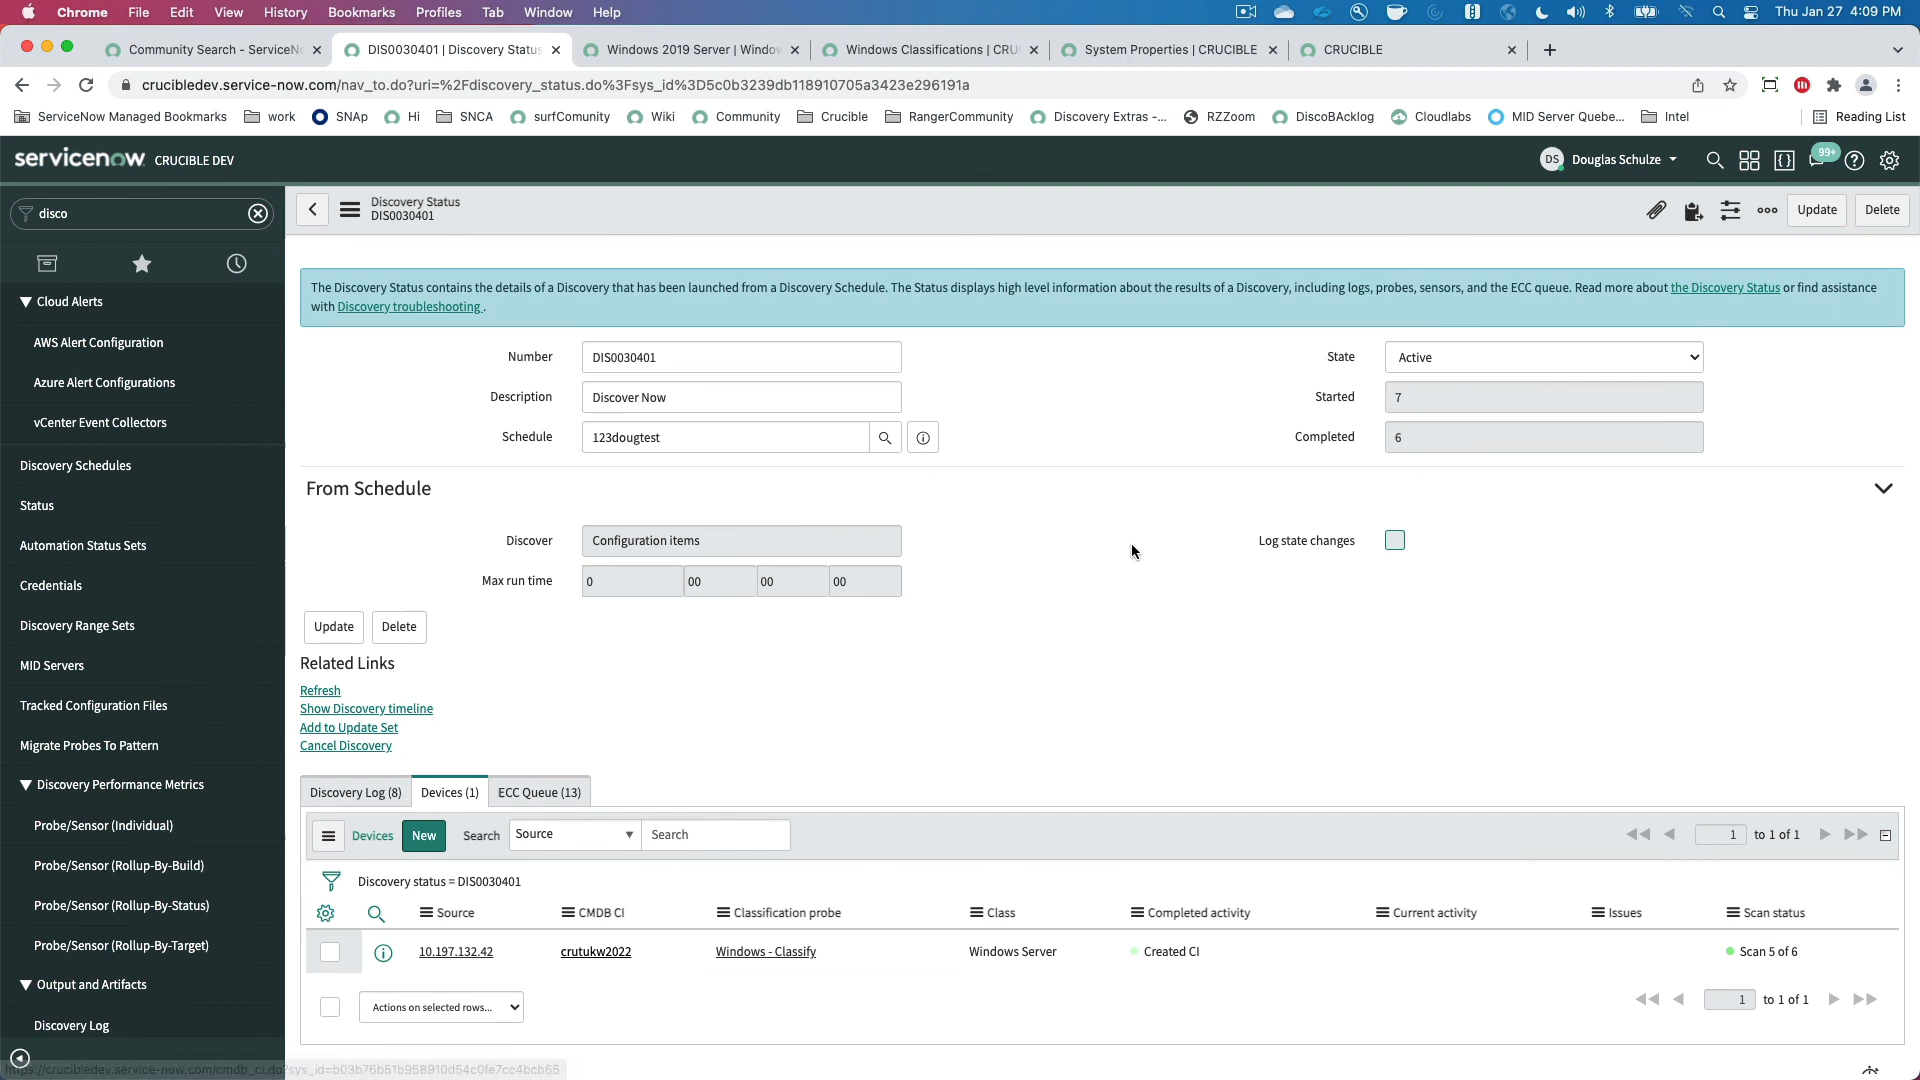 Chrome File Edit View History Bookmarks Profiles Tab Window Help
Thu Jan 27 4:09 PM
Community Search - ServiceN
DIS0030401 | Discovery Status
Windows 2019 Server | Window
Windows Classifications | CRU
System Properties | CRUCIBLE
CRUCIBLE
crucibledev.service-now.com/nav_to.do?uri=%2Fdiscovery_status.do%3Fsys_id%3D5c0b3239db118910705a3423e296191a
ServiceNow Managed Bookmarks work SNAp Hi SNCA surfComunity Wiki Community Crucible RangerCommunity Discovery Extras -... RZZoom DiscoBAcklog Cloudlabs MID Server Quebe... Intel Reading List
servicenow CRUCIBLE DEV
DS Douglas Schulze
99+
disco
Cloud Alerts
AWS Alert Configuration
Azure Alert Configurations
vCenter Event Collectors
Discovery Schedules
Status
Automation Status Sets
Credentials
Discovery Range Sets
MID Servers
Tracked Configuration Files
Migrate Probes To Pattern
Discovery Performance Metrics
Probe/Sensor (Individual)
Probe/Sensor (Rollup-By-Build)
Probe/Sensor (Rollup-By-Status)
Probe/Sensor (Rollup-By-Target)
Output and Artifacts
Discovery Log
Discovery Status
DIS0030401
Update Delete
The Discovery Status contains the details of a Discovery that has been launched from a Discovery Schedule. The Status displays high level information about the results of a Discovery, including logs, probes, sensors, and the ECC queue. Read more about the Discovery Status or find assistance
with Discovery troubleshooting .
Number DIS0030401
State Active
Description Discover Now
Started 7
Schedule 123dougtest
Completed 6
From Schedule
Discover Configuration items
Log state changes
Max run time 0 00 00 00
Update Delete
Related Links
Refresh
Show Discovery timeline
Add to Update Set
Cancel Discovery
Discovery Log (8) Devices (1) ECC Queue (13)
Devices New Search Source Search
1 to 1 of 1
Discovery status = DIS0030401
Source CMDB CI Classification probe Class Completed activity Current activity Issues Scan status
10.197.132.42 crutukw2022 Windows - Classify Windows Server Created CI Scan 5 of 6
Actions on selected rows...
1 to 1 of 1
https://crucibledev.service-now.com/cmdb_ci.do?sys_id=b03b76b51b958910d54c0fe7cc4bcb65